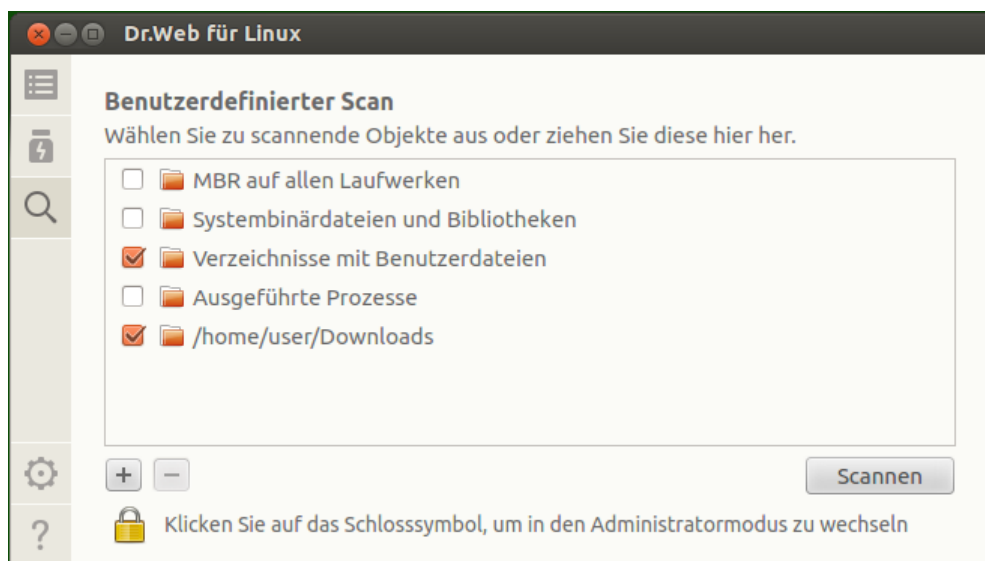 Dr.Web für Linux
Benutzerdefinierter Scan
Wählen Sie zu scannende Objekte aus oder ziehen Sie diese hier her.
MBR auf allen Laufwerken
Systembinärdateien und Bibliotheken
Verzeichnisse mit Benutzerdateien
Ausgeführte Prozesse
/home/user/Downloads
+ −
Scannen
Klicken Sie auf das Schlosssymbol, um in den Administratormodus zu wechseln
?